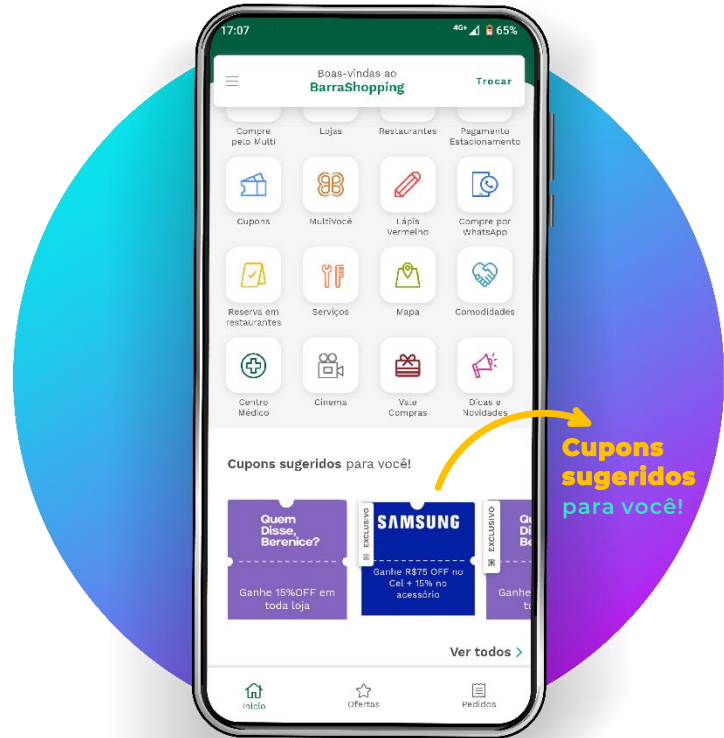 17:07
4G+ 65%
Boas-vindas ao
BarraShopping
Trocar
Compre
pelo Multi
Lojas
Restaurantes
Pagamento
Estacionamento
Cupons
MultiVocê
Lápis
Vermelho
Compre por
WhatsApp
Reserva em
restaurantes
Serviços
Mapa
Comodidades
Centro
Médico
Cinema
Vale
Compras
Dicas e
Novidades
Cupons
sugeridos
para você!
Cupons sugeridos para você!
Quem
Disse,
Berenice?
Ganhe 15%OFF em
toda loja
EXCLUSIVO
SAMSUNG
Ganhe R$75 OFF no
Cel + 15% no
acessório
EXCLUSIVO
Ver todos >
Início
Ofertas
Pedidos